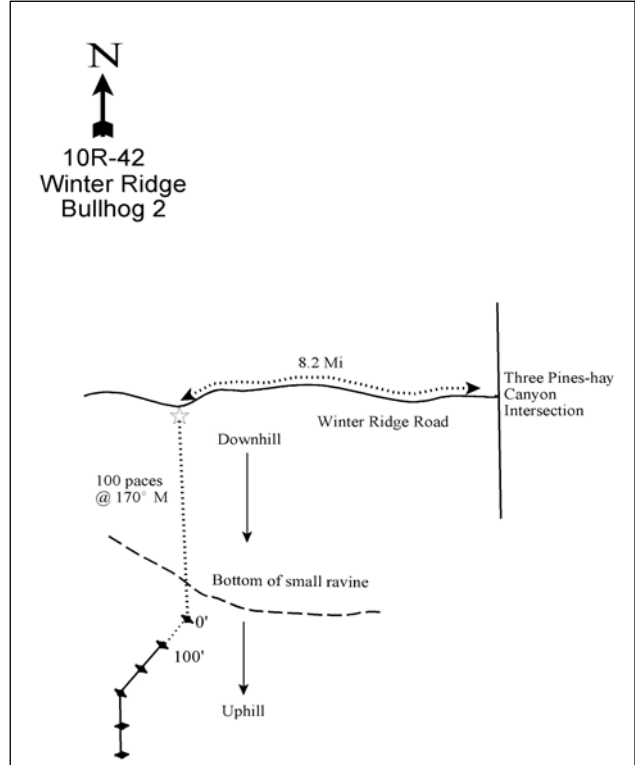 N
10R-42
Winter Ridge
Bullhog 2
8.2 Mi
Three Pines-hay
Canyon
Intersection
Winter Ridge Road
Downhill
100 paces
@ 170° M
Bottom of small ravine
0'
100'
Uphill